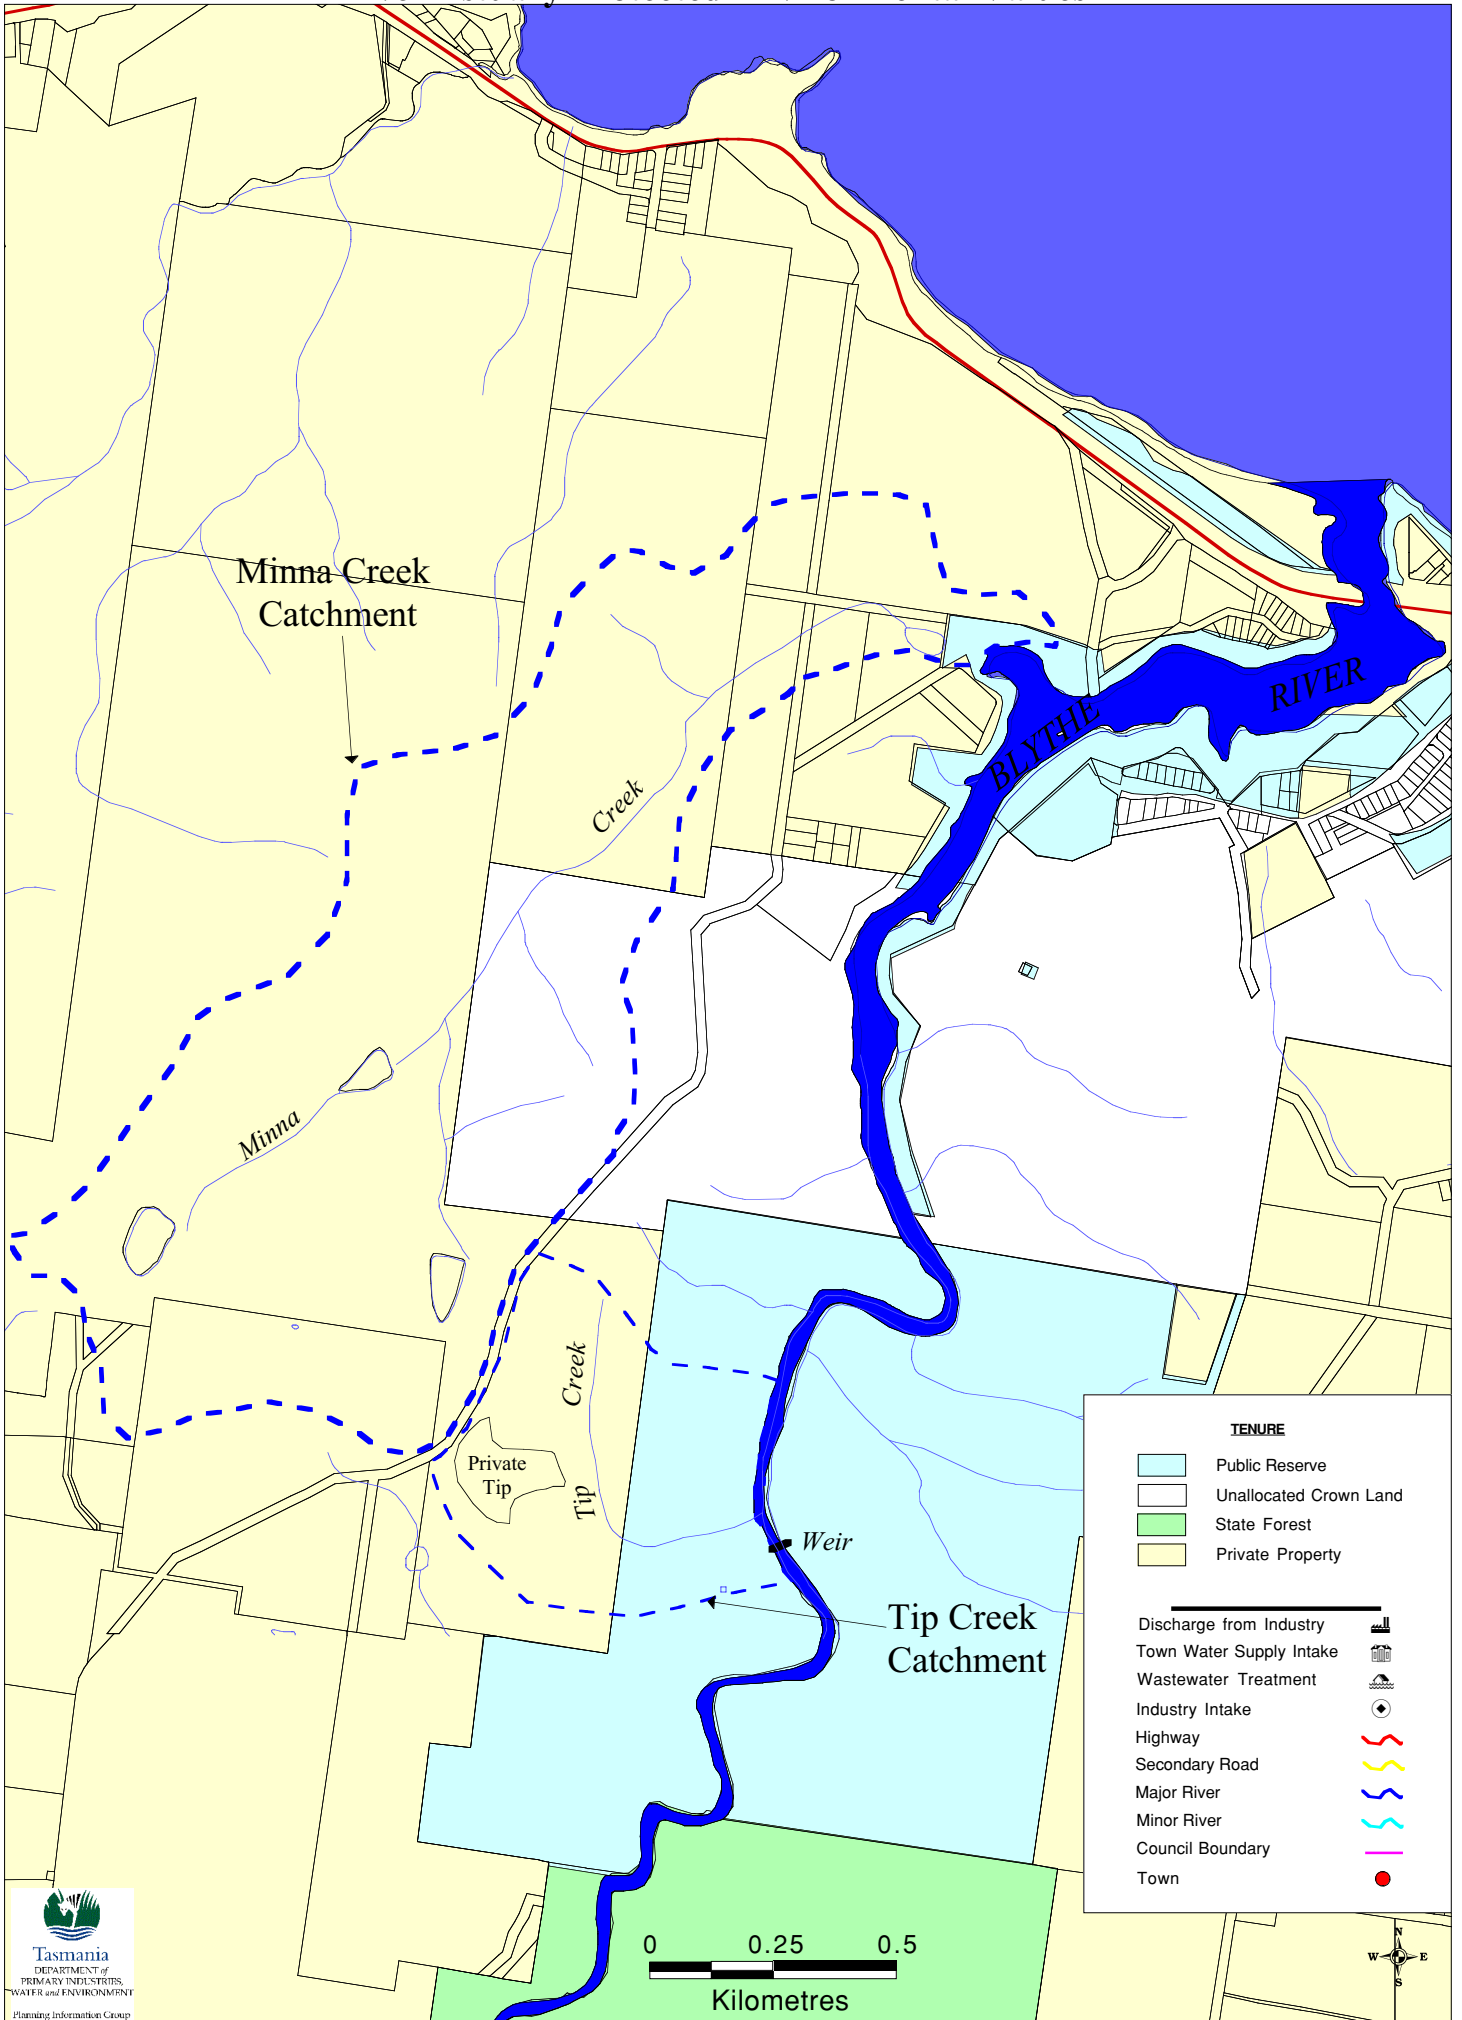 Minna Creek
Catchment
BLYTHE
RIVER
Creek
Minna
Creek
Tip
Private
Tip
Weir
Tip Creek
Catchment
TENURE
Public Reserve
Unallocated Crown Land
State Forest
Private Property
Discharge from Industry
Town Water Supply Intake
Wastewater Treatment
Industry Intake
Highway
Secondary Road
Major River
Minor River
Council Boundary
Town
0 0.25 0.5
Kilometres
N
W E
S
Tasmania
DEPARTMENT of
PRIMARY INDUSTRIES,
WATER and ENVIRONMENT
Planning Information Group